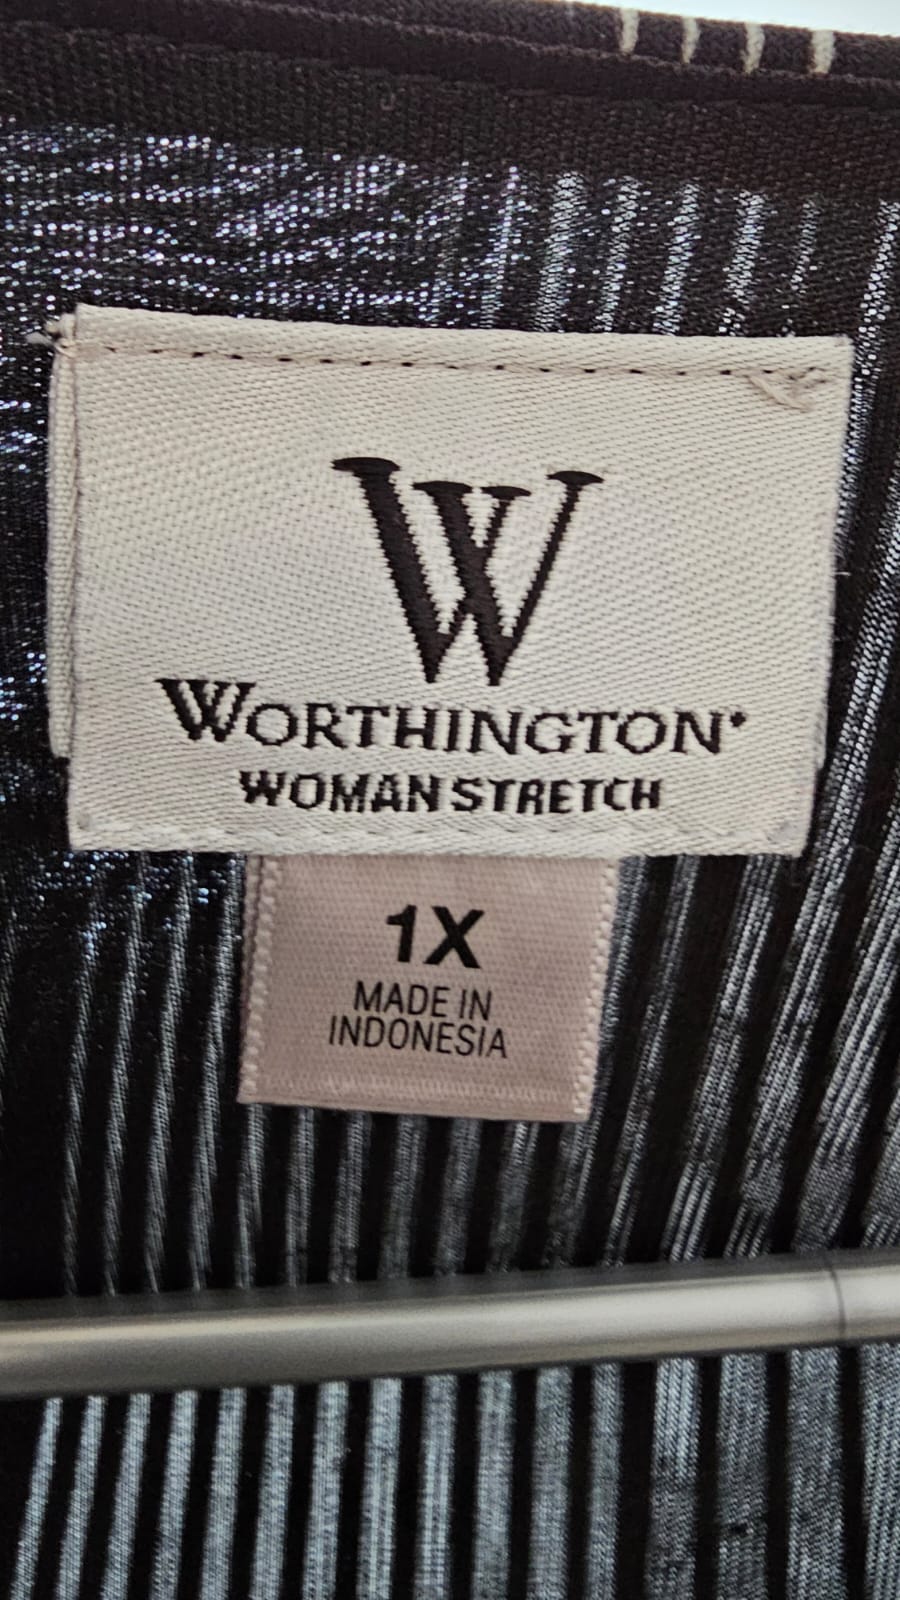 W
WORTHINGTON®
WOMAN STRETCH
1X
MADE IN
INDONESIA